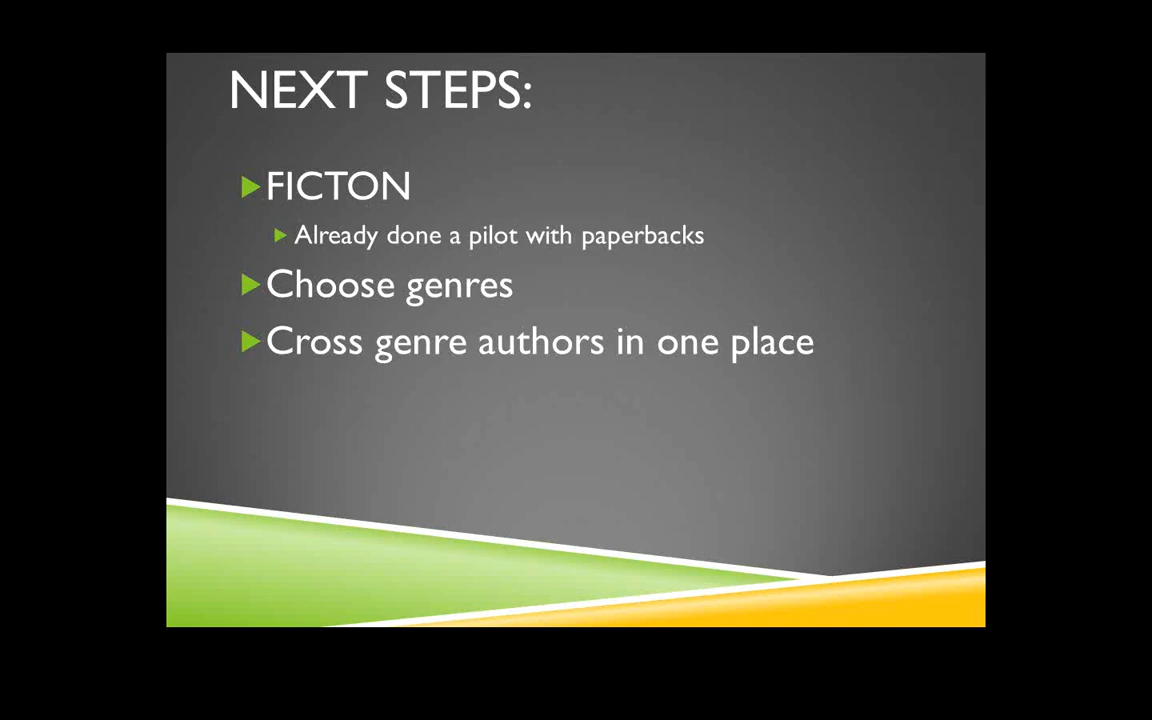 NEXT STEPS:
FICTON
Already done a pilot with paperbacks
Choose genres
Cross genre authors in one place